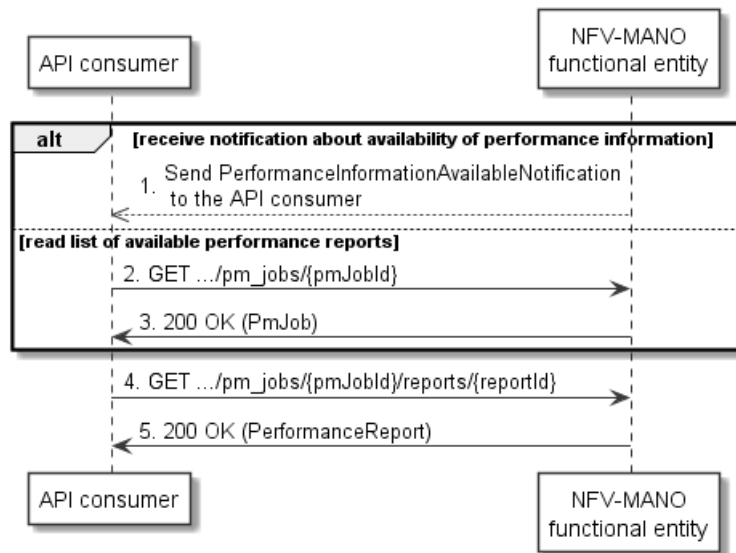 API consumer
NFV-MANO
functional entity
alt
[receive notification about availability of performance information]
1. Send PerformanceInformationAvailableNotification
to the API consumer
[read list of available performance reports]
2. GET .../pm_jobs/{pmJobId}
3. 200 OK (PmJob)
4. GET .../pm_jobs/{pmJobId}/reports/{reportId}
5. 200 OK (PerformanceReport)
API consumer
NFV-MANO
functional entity